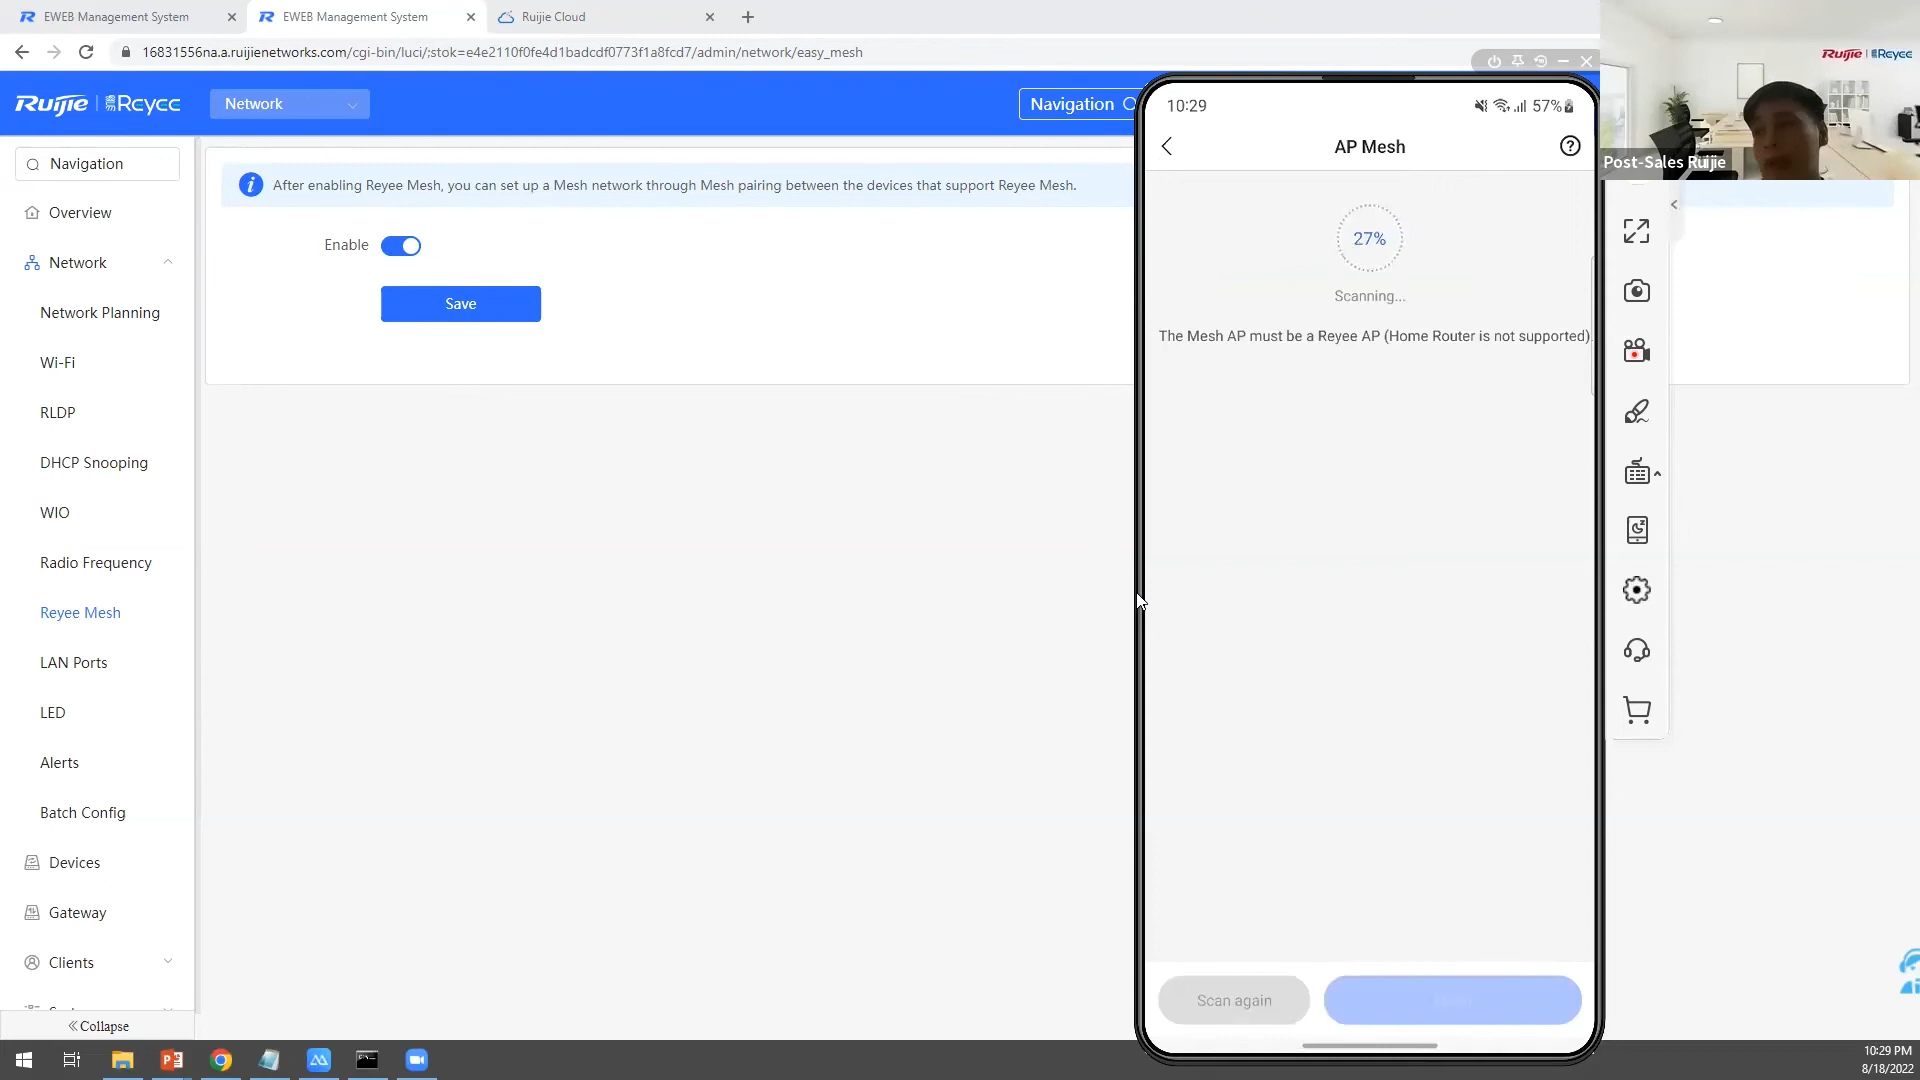 EWEB Management System
EWEB Management System
Ruijie Cloud
16831556na.a.ruijienetworks.com/cgi-bin/luci/;stok=e4e2110f0fe4d1badcdf0773f1a8fcd7/admin/network/easy_mesh
Ruijie | Reyee
Ruijie Reyee
Network
Navigation
10:29
57%
AP Mesh
Post-Sales Ruijie
Navigation
After enabling Reyee Mesh, you can set up a Mesh network through Mesh pairing between the devices that support Reyee Mesh.
Overview
Enable
27%
Network
Save
Scanning...
Network Planning
The Mesh AP must be a Reyee AP (Home Router is not supported)
Wi-Fi
RLDP
DHCP Snooping
WIO
Radio Frequency
Reyee Mesh
LAN Ports
LED
Alerts
Batch Config
Devices
Gateway
Clients
Scan again
Collapse
10:29 PM
8/18/2022